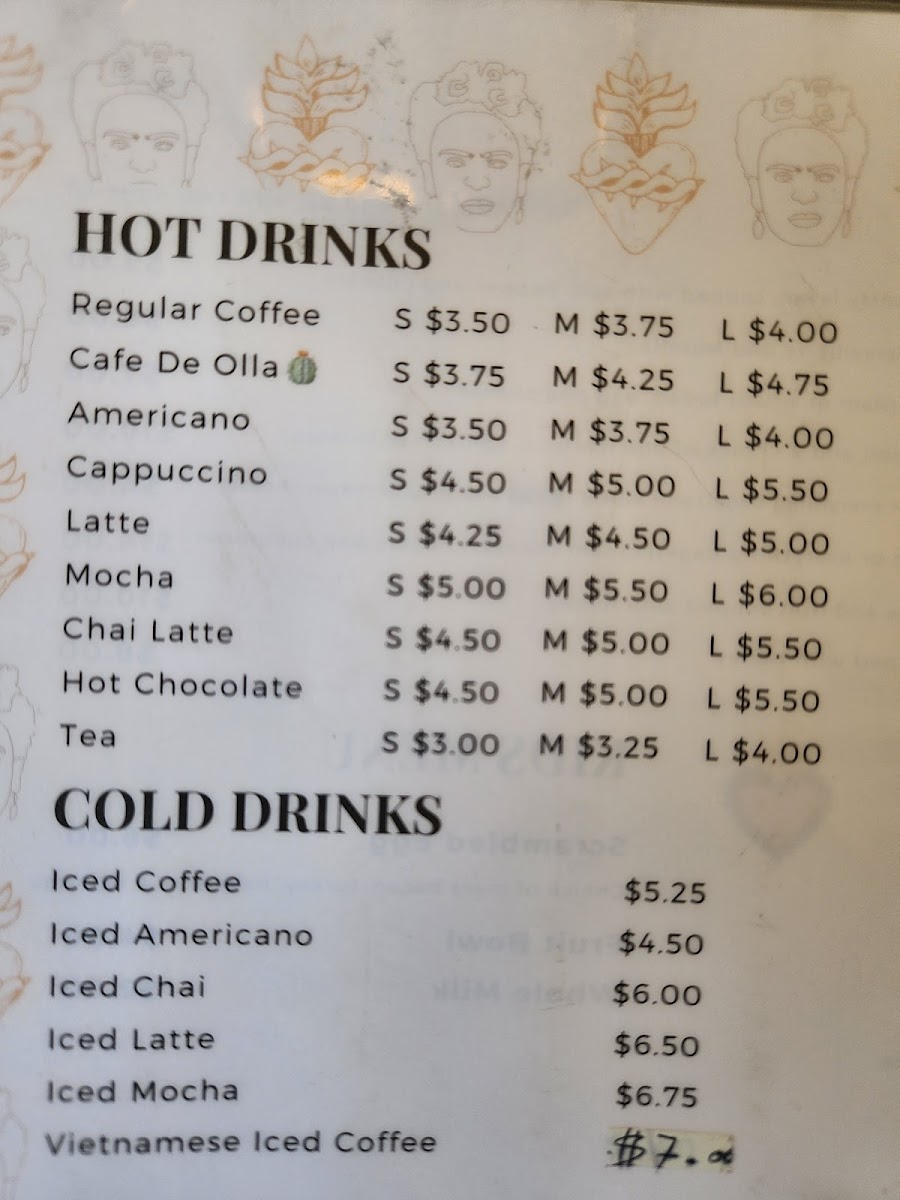 HOT DRINKS
Regular Coffee S $3.50 M $3.75 L $4.00
Cafe De Olla S $3.75 M $4.25 L $4.75
Americano S $3.50 M $3.75 L $4.00
Cappuccino S $4.50 M $5.00 L $5.50
Latte S $4.25 M $4.50 L $5.00
Mocha S $5.00 M $5.50 L $6.00
Chai Latte S $4.50 M $5.00 L $5.50
Hot Chocolate S $4.50 M $5.00 L $5.50
Tea S $3.00 M $3.25 L $4.00
COLD DRINKS
Iced Coffee $5.25
Iced Americano $4.50
Iced Chai $6.00
Iced Latte $6.50
Iced Mocha $6.75
Vietnamese Iced Coffee $7.00